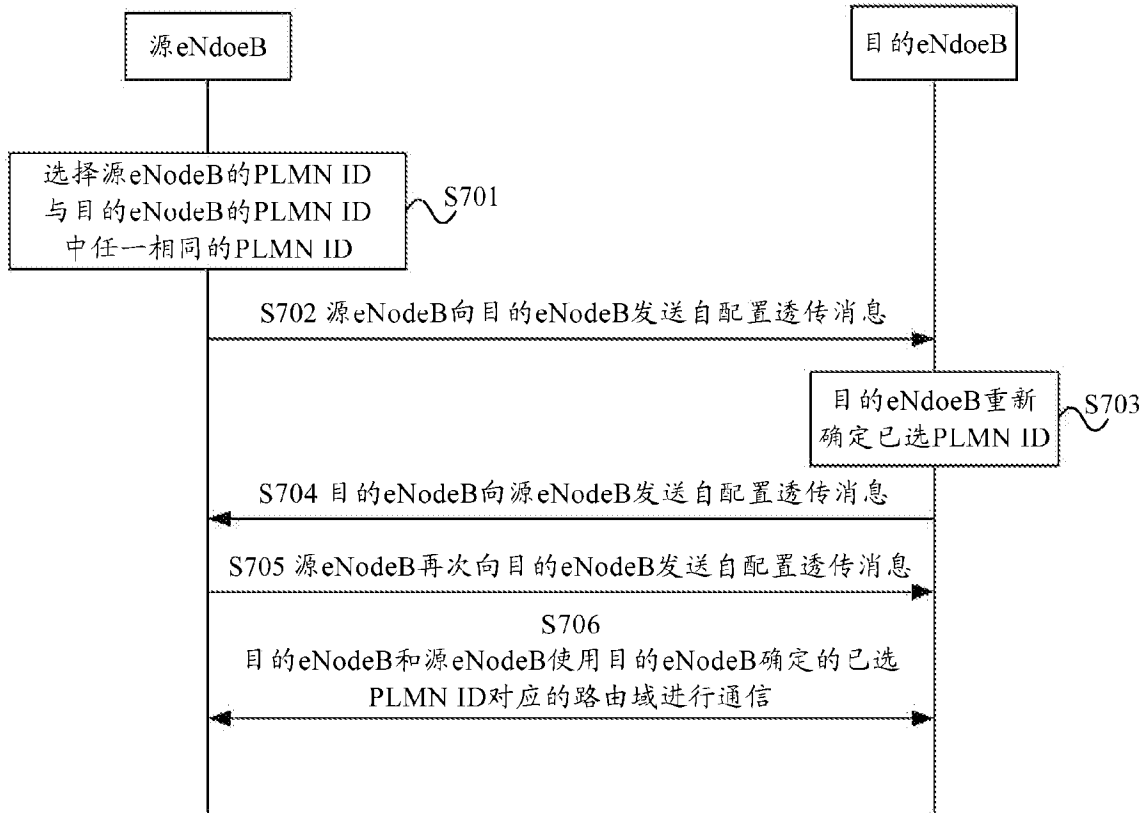 源eNdoeB
目的eNdoeB
选择源eNodeB的PLMN ID
与目的eNodeB的PLMN ID
中任一相同的PLMN ID
S701
S702 源eNodeB向目的eNodeB发送自配置透传消息
目的eNdoeB重新
确定已选PLMN ID
S703
S704 目的eNodeB向源eNodeB发送自配置透传消息
S705 源eNodeB再次向目的eNodeB发送自配置透传消息
S706
目的eNodeB和源eNodeB使用目的eNodeB确定的已选
PLMN ID对应的路由域进行通信